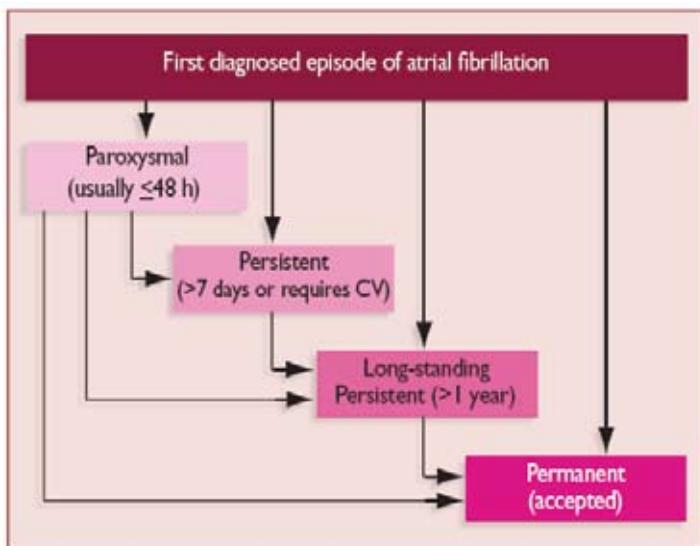 First diagnosed episode of atrial fibrillation
Paroxysmal
(usually ≤48 h)
Persistent
(>7 days or requires CV)
Long-standing
Persistent (>1 year)
Permanent
(accepted)